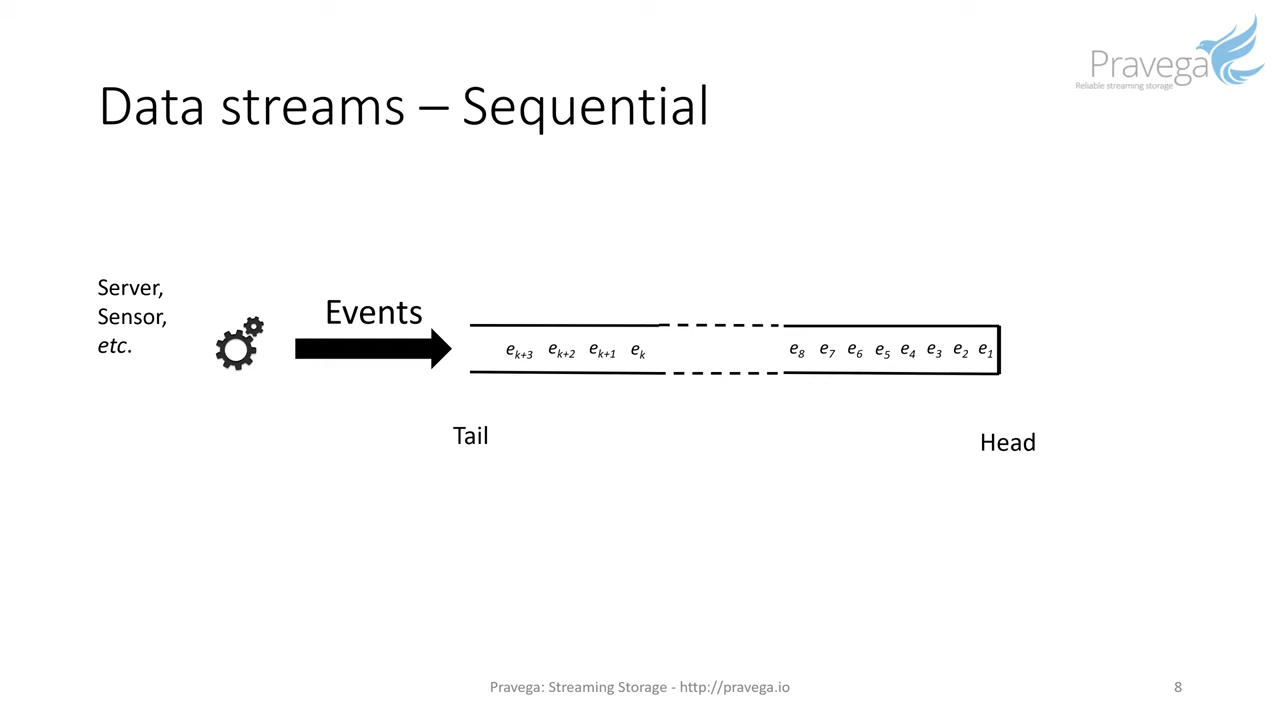 Pravega
Reliable streaming storage
Data streams – Sequential
Server,
Sensor,
etc.
Events
ek+3 ek+2 ek+1 ek e8 e7 e6 e5 e4 e3 e2 e1
Tail
Head
Pravega: Streaming Storage - http://pravega.io
8